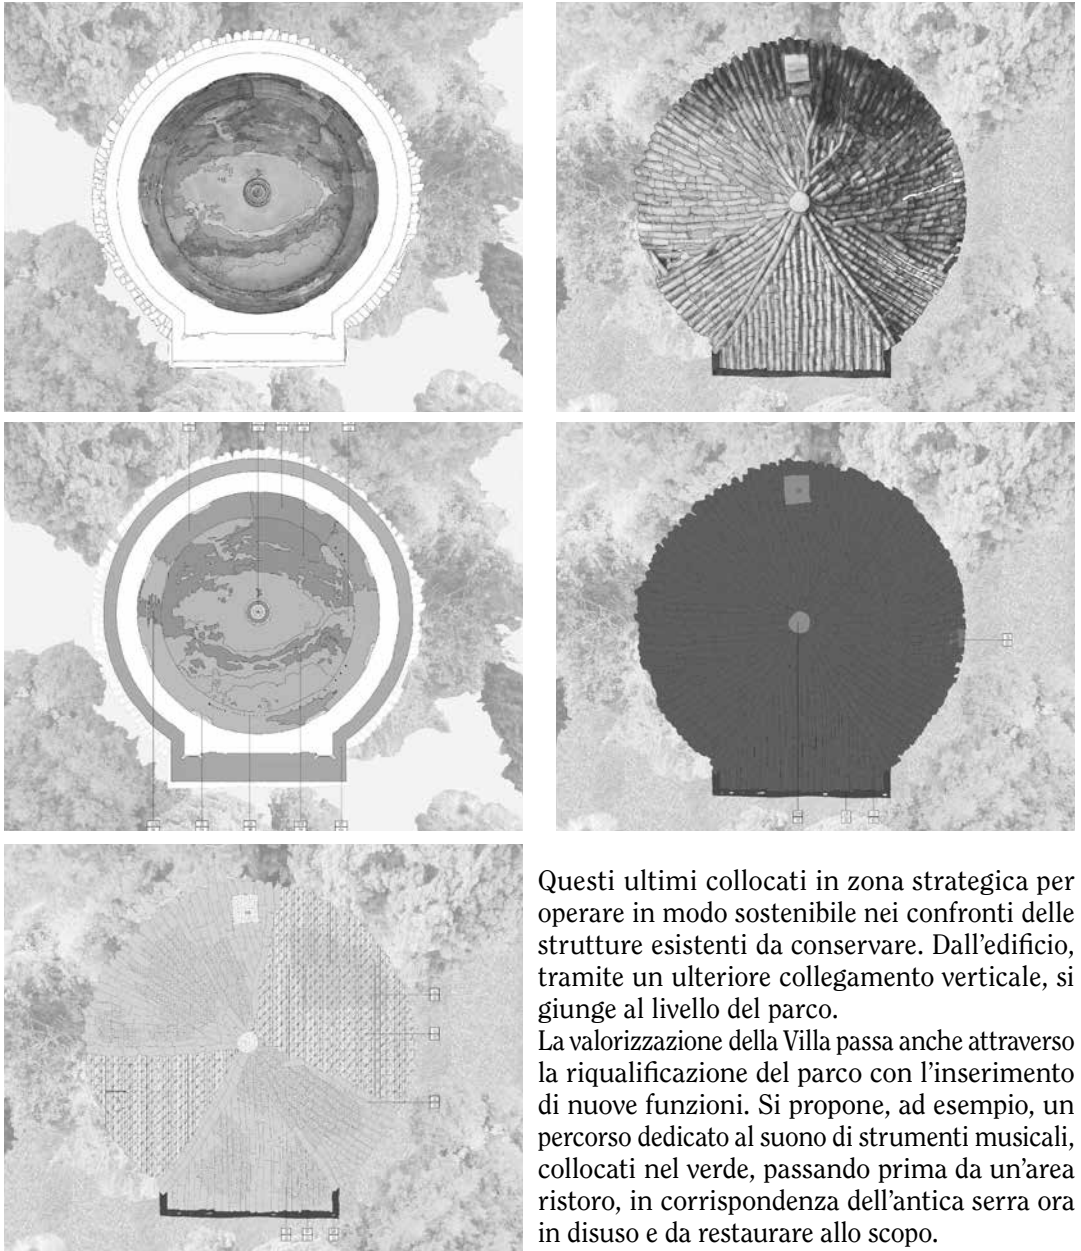 Questi ultimi collocati in zona strategica per
operare in modo sostenibile nei confronti delle
strutture esistenti da conservare. Dall’edificio,
tramite un ulteriore collegamento verticale, si
giunge al livello del parco.
La valorizzazione della Villa passa anche attraverso
la riqualificazione del parco con l’inserimento
di nuove funzioni. Si propone, ad esempio, un
percorso dedicato al suono di strumenti musicali,
collocati nel verde, passando prima da un’area
ristoro, in corrispondenza dell’antica serra ora
in disuso e da restaurare allo scopo.